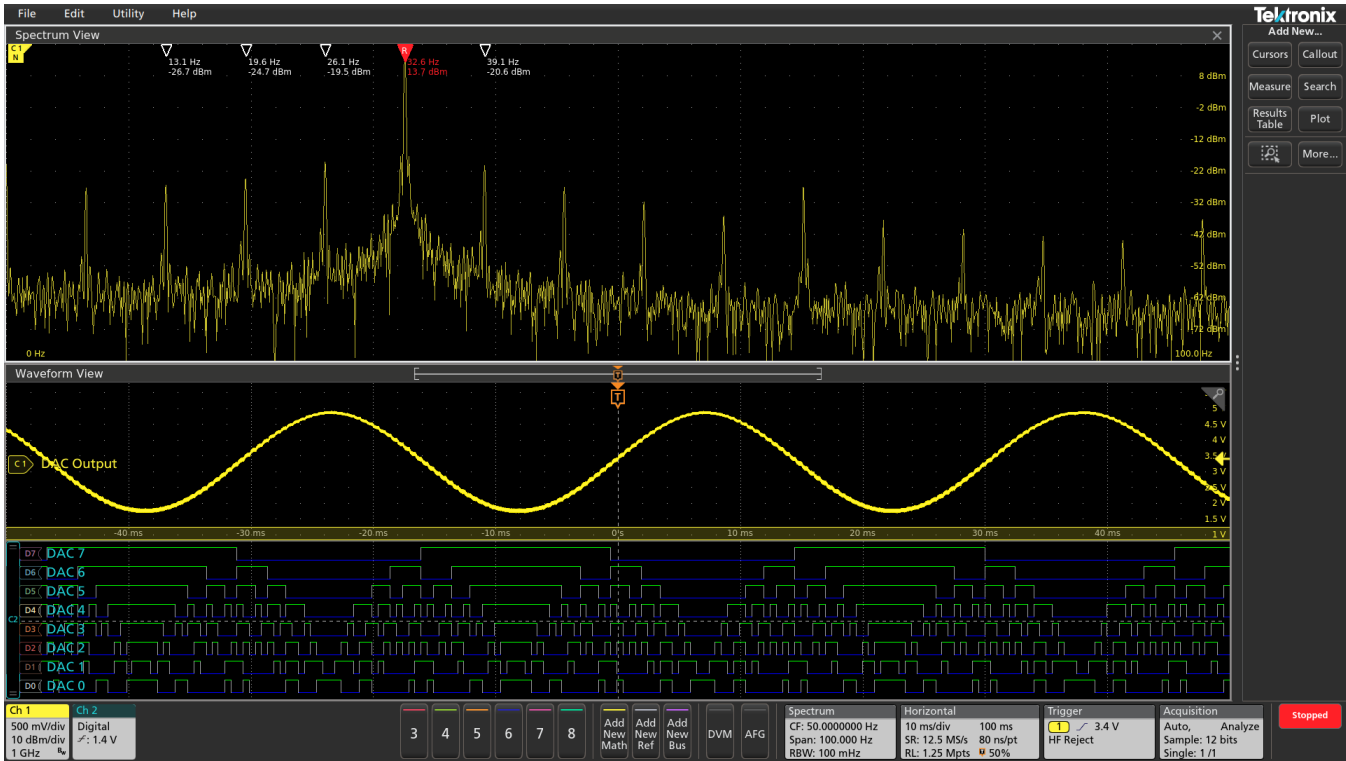 File Edit Utility Help
Tektronix
Spectrum View
Add New...
C1
N
R
13.1 Hz 19.6 Hz 26.1 Hz 32.6 Hz 39.1 Hz
-26.7 dBm -24.7 dBm -19.5 dBm 13.7 dBm -20.6 dBm
Cursors Callout
8 dBm
Measure Search
-2 dBm
Results Table Plot
-12 dBm
More...
-22 dBm
-32 dBm
-42 dBm
-52 dBm
-62 dBm
-72 dBm
0 Hz 100.0 Hz
Waveform View
T
T
5
4.5 V
4 V
3.5 V
C 1 DAC Output
3 V
2.5 V
2 V
1.5 V
-40 ms -30 ms -20 ms -10 ms 0 s 10 ms 20 ms 30 ms 40 ms 1 V
D7 DAC 7
D6 DAC 6
D5 DAC 5
D4 DAC 4
C2
D3 DAC 3
D2 DAC 2
D1 DAC 1
D0 DAC 0
Ch 1
500 mV/div
10 dBm/div
1 GHz Bw
Ch 2
Digital
: 1.4 V
3 4 5 6 7 8
Add New Math
Add New Ref
Add New Bus
DVM AFG
Spectrum
CF: 50.0000000 Hz
Span: 100.000 Hz
RBW: 100 mHz
Horizontal
10 ms/div 100 ms
SR: 12.5 MS/s 80 ns/pt
RL: 1.25 Mpts 50%
Trigger
1 3.4 V
HF Reject
Acquisition
Auto, Analyze
Sample: 12 bits
Single: 1 /1
Stopped